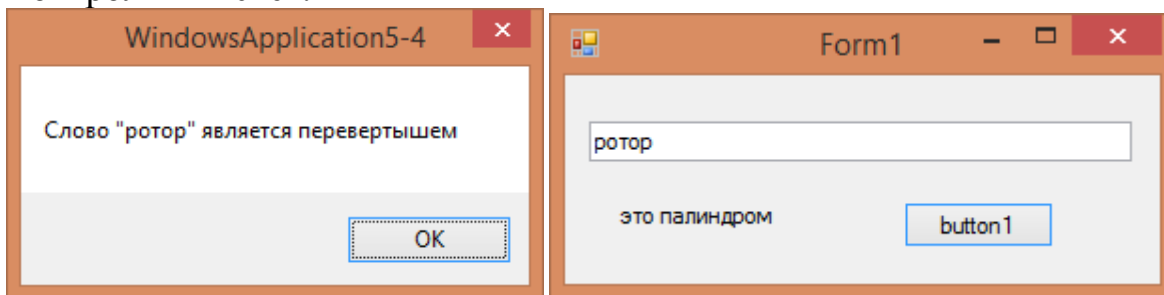 WindowsApplication5-4
Слово "ротор" является перевертышем
OK
Form1
ротор
это палиндром
button1